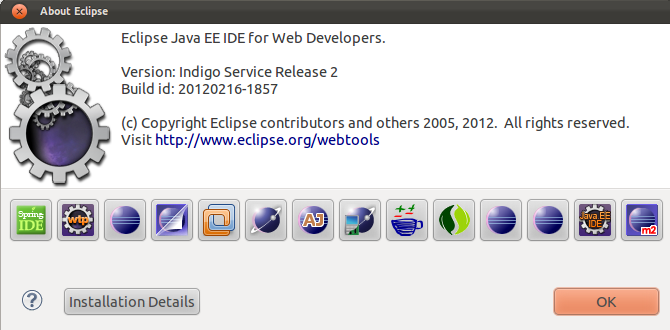 About Eclipse
Eclipse Java EE IDE for Web Developers.
Version: Indigo Service Release 2
Build id: 20120216-1857
(c) Copyright Eclipse contributors and others 2005, 2012.  All rights reserved.
Visit http://www.eclipse.org/webtools
Spring
IDE
wtp
AJ
Java EE
IDE
m2
?
Installation Details
OK